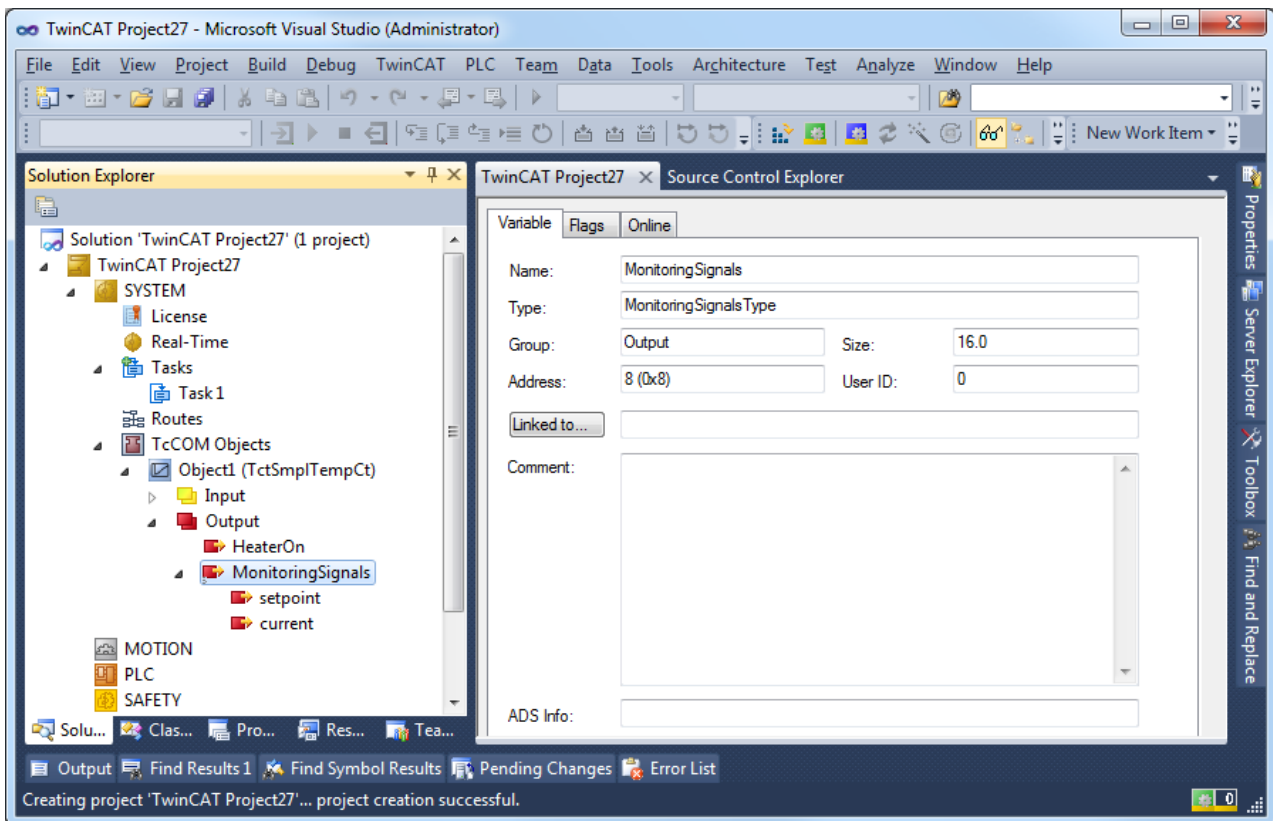 TwinCAT Project27 - Microsoft Visual Studio (Administrator)
File Edit View Project Build Debug TwinCAT PLC Team Data Tools Architecture Test Analyze Window Help
New Work Item
Solution Explorer
TwinCAT Project27
Source Control Explorer
Solution 'TwinCAT Project27' (1 project)
TwinCAT Project27
SYSTEM
License
Real-Time
Tasks
Task 1
Routes
TcCOM Objects
Object1 (TctSmplTempCt)
Input
Output
HeaterOn
MonitoringSignals
setpoint
current
MOTION
PLC
SAFETY
Solu... Clas... Pro... Res... Tea...
Variable Flags Online
Name: MonitoringSignals
Type: MonitoringSignalsType
Group: Output Size: 16.0
Address: 8 (0x8) User ID: 0
Linked to...
Comment:
ADS Info:
Properties
Server Explorer
Toolbox
Find and Replace
Output Find Results 1 Find Symbol Results Pending Changes Error List
Creating project 'TwinCAT Project27'... project creation successful.
0